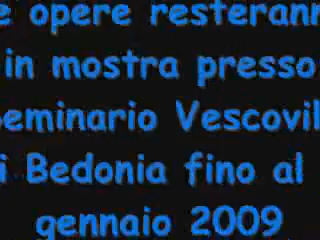 e opere resterann
in mostra presso
eminario Vescovil
i Bedonia fino al
gennaio 2009